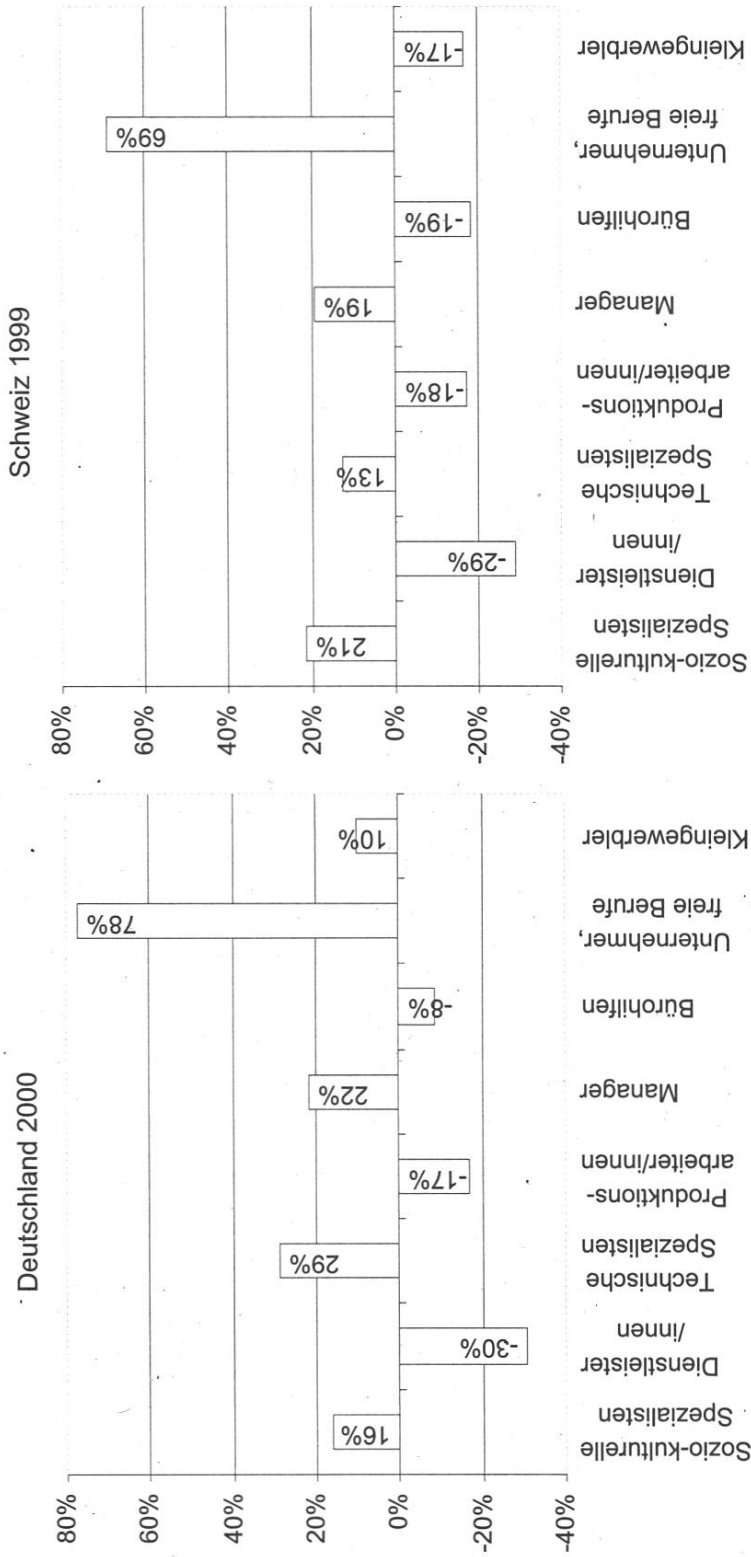 Deutschland 2000
80%
60%
40%
20%
0%
-20%
-40%
16%
-30%
29%
-17%
22%
-8%
78%
10%
Sozio-kulturelle
Spezialisten
Dienstleister
/innen
Technische
Spezialisten
Produktions-
arbeiter/innen
Manager
Bürohilfen
Unternehmer,
freie Berufe
Kleingewerbler
Schweiz 1999
80%
60%
40%
20%
0%
-20%
-40%
21%
-29%
13%
-18%
19%
-19%
69%
-17%
Sozio-kulturelle
Spezialisten
Dienstleister
/innen
Technische
Spezialisten
Produktions-
arbeiter/innen
Manager
Bürohilfen
Unternehmer,
freie Berufe
Kleingewerbler